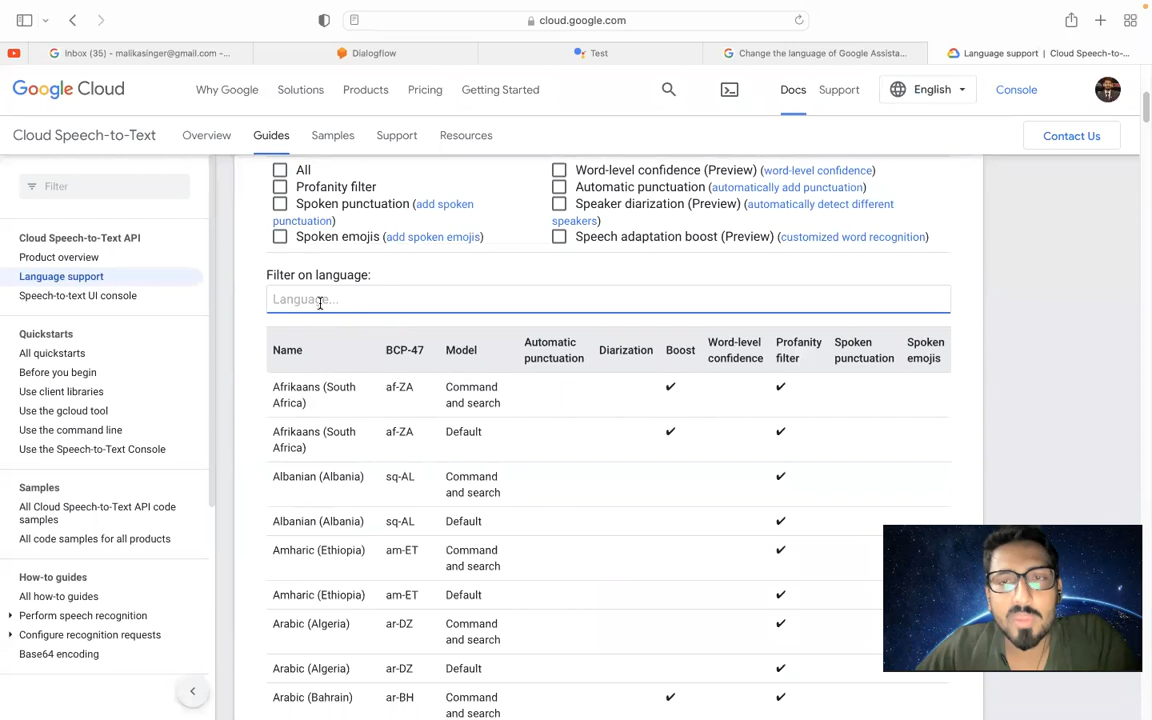 cloud.google.com
Inbox (35) - malikasinger@gmail.com -...
Dialogflow
Test
Change the language of Google Assista...
Language support | Cloud Speech-to-...
Google Cloud
Why Google
Solutions
Products
Pricing
Getting Started
Docs
Support
English
Console
Cloud Speech-to-Text
Overview
Guides
Samples
Support
Resources
Contact Us
Filter
Cloud Speech-to-Text API
Product overview
Language support
Speech-to-text UI console
Quickstarts
All quickstarts
Before you begin
Use client libraries
Use the gcloud tool
Use the command line
Use the Speech-to-Text Console
Samples
All Cloud Speech-to-Text API code
samples
All code samples for all products
How-to guides
All how-to guides
Perform speech recognition
Configure recognition requests
Base64 encoding
All
Profanity filter
Spoken punctuation (add spoken
punctuation)
Spoken emojis (add spoken emojis)
Word-level confidence (Preview) (word-level confidence)
Automatic punctuation (automatically add punctuation)
Speaker diarization (Preview) (automatically detect different
speakers)
Speech adaptation boost (Preview) (customized word recognition)
Filter on language:
Language...
Name BCP-47 Model Automatic punctuation Diarization Boost Word-level confidence Profanity filter Spoken punctuation Spoken emojis
Afrikaans (South Africa) af-ZA Command and search ✔ ✔
Afrikaans (South Africa) af-ZA Default ✔ ✔
Albanian (Albania) sq-AL Command and search ✔
Albanian (Albania) sq-AL Default ✔
Amharic (Ethiopia) am-ET Command and search ✔
Amharic (Ethiopia) am-ET Default ✔
Arabic (Algeria) ar-DZ Command and search ✔
Arabic (Algeria) ar-DZ Default ✔
Arabic (Bahrain) ar-BH Command and search ✔ ✔